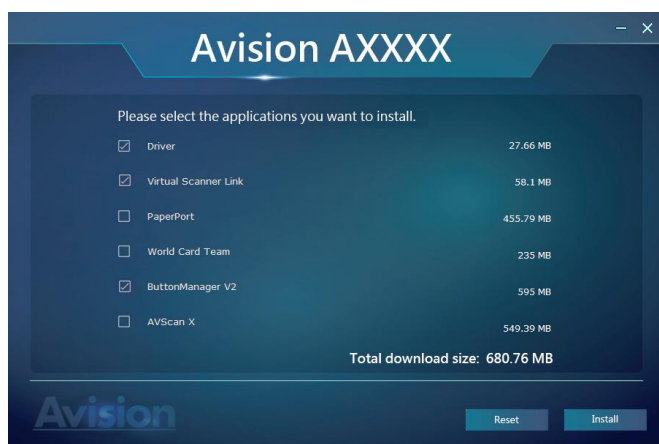 Avision AXXXX
Please select the applications you want to install.
Driver 27.66 MB
Virtual Scanner Link 58.1 MB
PaperPort 455.79 MB
World Card Team 235 MB
ButtonManager V2 595 MB
AVScan X 549.39 MB
Total download size: 680.76 MB
Avision
Reset Install